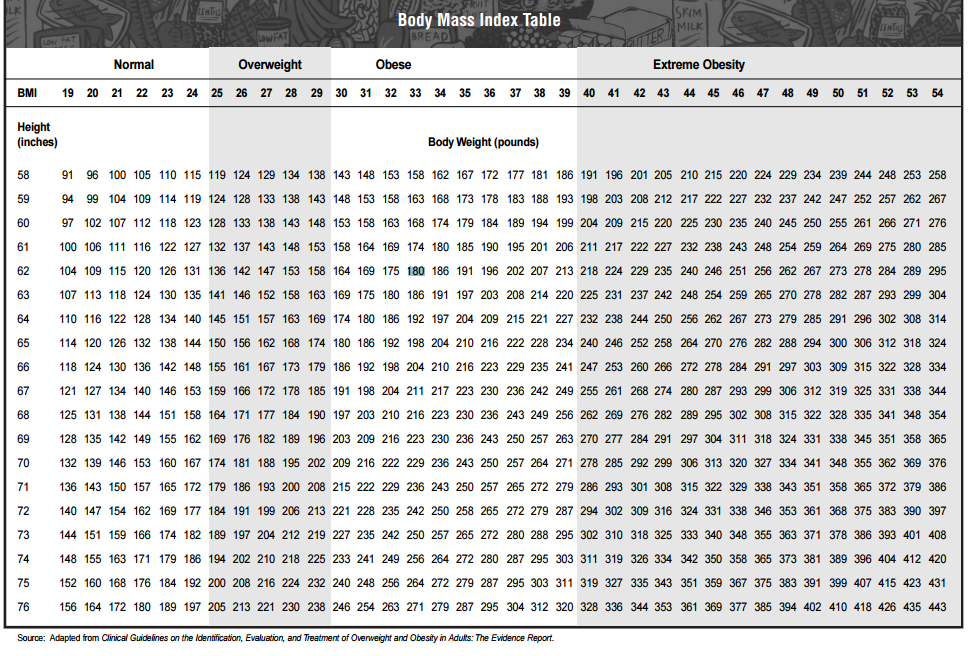 LK
LENTILS
FRUIT
SKIM
MILK
LOW FAT
LOWFAT
BREAD
BUTTER
LENTILS
Body Mass Index Table
Normal Overweight Obese Extreme Obesity
BMI 19 20 21 22 23 24 25 26 27 28 29 30 31 32 33 34 35 36 37 38 39 40 41 42 43 44 45 46 47 48 49 50 51 52 53 54
Height
(inches) Body Weight (pounds)
58 91 96 100 105 110 115 119 124 129 134 138 143 148 153 158 162 167 172 177 181 186 191 196 201 205 210 215 220 224 229 234 239 244 248 253 258
59 94 99 104 109 114 119 124 128 133 138 143 148 153 158 163 168 173 178 183 188 193 198 203 208 212 217 222 227 232 237 242 247 252 257 262 267
60 97 102 107 112 118 123 128 133 138 143 148 153 158 163 168 174 179 184 189 194 199 204 209 215 220 225 230 235 240 245 250 255 261 266 271 276
61 100 106 111 116 122 127 132 137 143 148 153 158 164 169 174 180 185 190 195 201 206 211 217 222 227 232 238 243 248 254 259 264 269 275 280 285
62 104 109 115 120 126 131 136 142 147 153 158 164 169 175 180 186 191 196 202 207 213 218 224 229 235 240 246 251 256 262 267 273 278 284 289 295
63 107 113 118 124 130 135 141 146 152 158 163 169 175 180 186 191 197 203 208 214 220 225 231 237 242 248 254 259 265 270 278 282 287 293 299 304
64 110 116 122 128 134 140 145 151 157 163 169 174 180 186 192 197 204 209 215 221 227 232 238 244 250 256 262 267 273 279 285 291 296 302 308 314
65 114 120 126 132 138 144 150 156 162 168 174 180 186 192 198 204 210 216 222 228 234 240 246 252 258 264 270 276 282 288 294 300 306 312 318 324
66 118 124 130 136 142 148 155 161 167 173 179 186 192 198 204 210 216 223 229 235 241 247 253 260 266 272 278 284 291 297 303 309 315 322 328 334
67 121 127 134 140 146 153 159 166 172 178 185 191 198 204 211 217 223 230 236 242 249 255 261 268 274 280 287 293 299 306 312 319 325 331 338 344
68 125 131 138 144 151 158 164 171 177 184 190 197 203 210 216 223 230 236 243 249 256 262 269 276 282 289 295 302 308 315 322 328 335 341 348 354
69 128 135 142 149 155 162 169 176 182 189 196 203 209 216 223 230 236 243 250 257 263 270 277 284 291 297 304 311 318 324 331 338 345 351 358 365
70 132 139 146 153 160 167 174 181 188 195 202 209 216 222 229 236 243 250 257 264 271 278 285 292 299 306 313 320 327 334 341 348 355 362 369 376
71 136 143 150 157 165 172 179 186 193 200 208 215 222 229 236 243 250 257 265 272 279 286 293 301 308 315 322 329 338 343 351 358 365 372 379 386
72 140 147 154 162 169 177 184 191 199 206 213 221 228 235 242 250 258 265 272 279 287 294 302 309 316 324 331 338 346 353 361 368 375 383 390 397
73 144 151 159 166 174 182 189 197 204 212 219 227 235 242 250 257 265 272 280 288 295 302 310 318 325 333 340 348 355 363 371 378 386 393 401 408
74 148 155 163 171 179 186 194 202 210 218 225 233 241 249 256 264 272 280 287 295 303 311 319 326 334 342 350 358 365 373 381 389 396 404 412 420
75 152 160 168 176 184 192 200 208 216 224 232 240 248 256 264 272 279 287 295 303 311 319 327 335 343 351 359 367 375 383 391 399 407 415 423 431
76 156 164 172 180 189 197 205 213 221 230 238 246 254 263 271 279 287 295 304 312 320 328 336 344 353 361 369 377 385 394 402 410 418 426 435 443
Source: Adapted from Clinical Guidelines on the Identification, Evaluation, and Treatment of Overweight and Obesity in Adults: The Evidence Report.